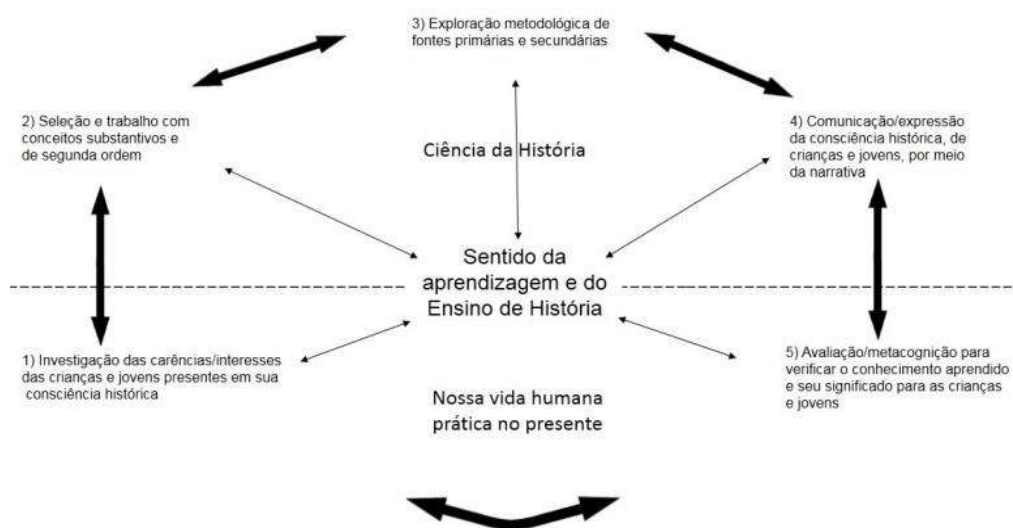 3) Exploração metodológica de
fontes primárias e secundárias
2) Seleção e trabalho com
conceitos substantivos e
de segunda ordem
4) Comunicação/expressão
da consciência histórica, de
crianças e jovens, por meio
da narrativa
Ciência da História
Sentido da
aprendizagem e do
Ensino de História
1) Investigação das carências/interesses
das crianças e jovens presentes em sua
consciência histórica
5) Avaliação/metacognição para
verificar o conhecimento aprendido
e seu significado para as crianças
e jovens
Nossa vida humana
prática no presente